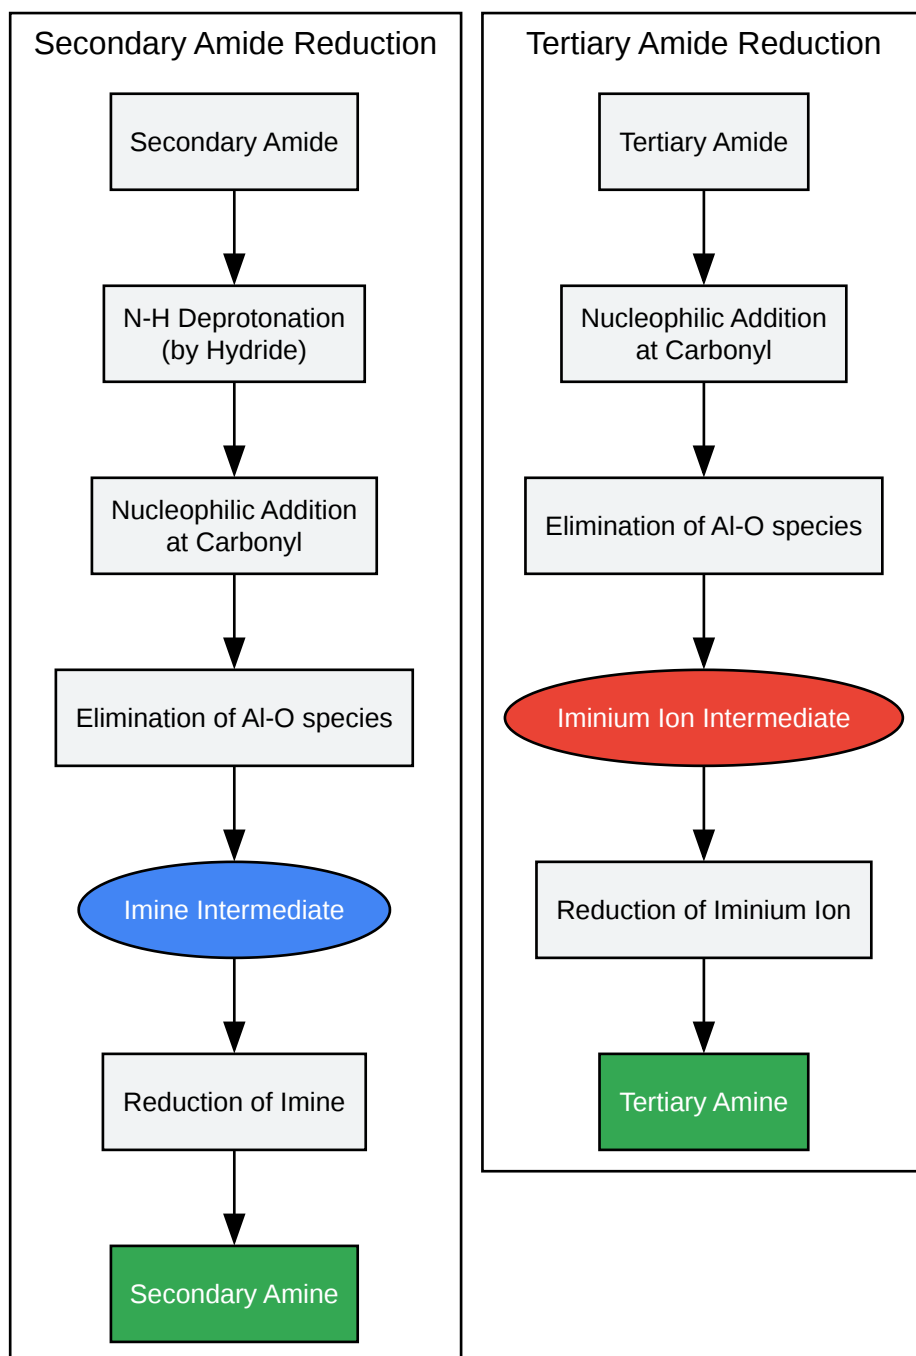 Secondary Amide Reduction
Secondary Amide
N-H Deprotonation
(by Hydride)
Nucleophilic Addition
at Carbonyl
Elimination of Al-O species
Imine Intermediate
Reduction of Imine
Secondary Amine
Tertiary Amide Reduction
Tertiary Amide
Nucleophilic Addition
at Carbonyl
Elimination of Al-O species
Iminium Ion Intermediate
Reduction of Iminium Ion
Tertiary Amine